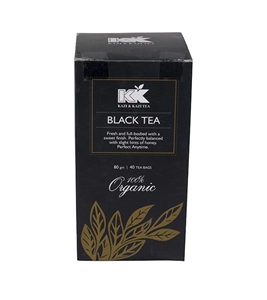 KK
KAZI & KAZI TEA
BLACK TEA
Fresh and full-bodied with a
sweet finish. Perfectly balanced
with slight hints of honey.
Perfect Anytime.
80 gm | 40 TEA BAGS
100%
Organic